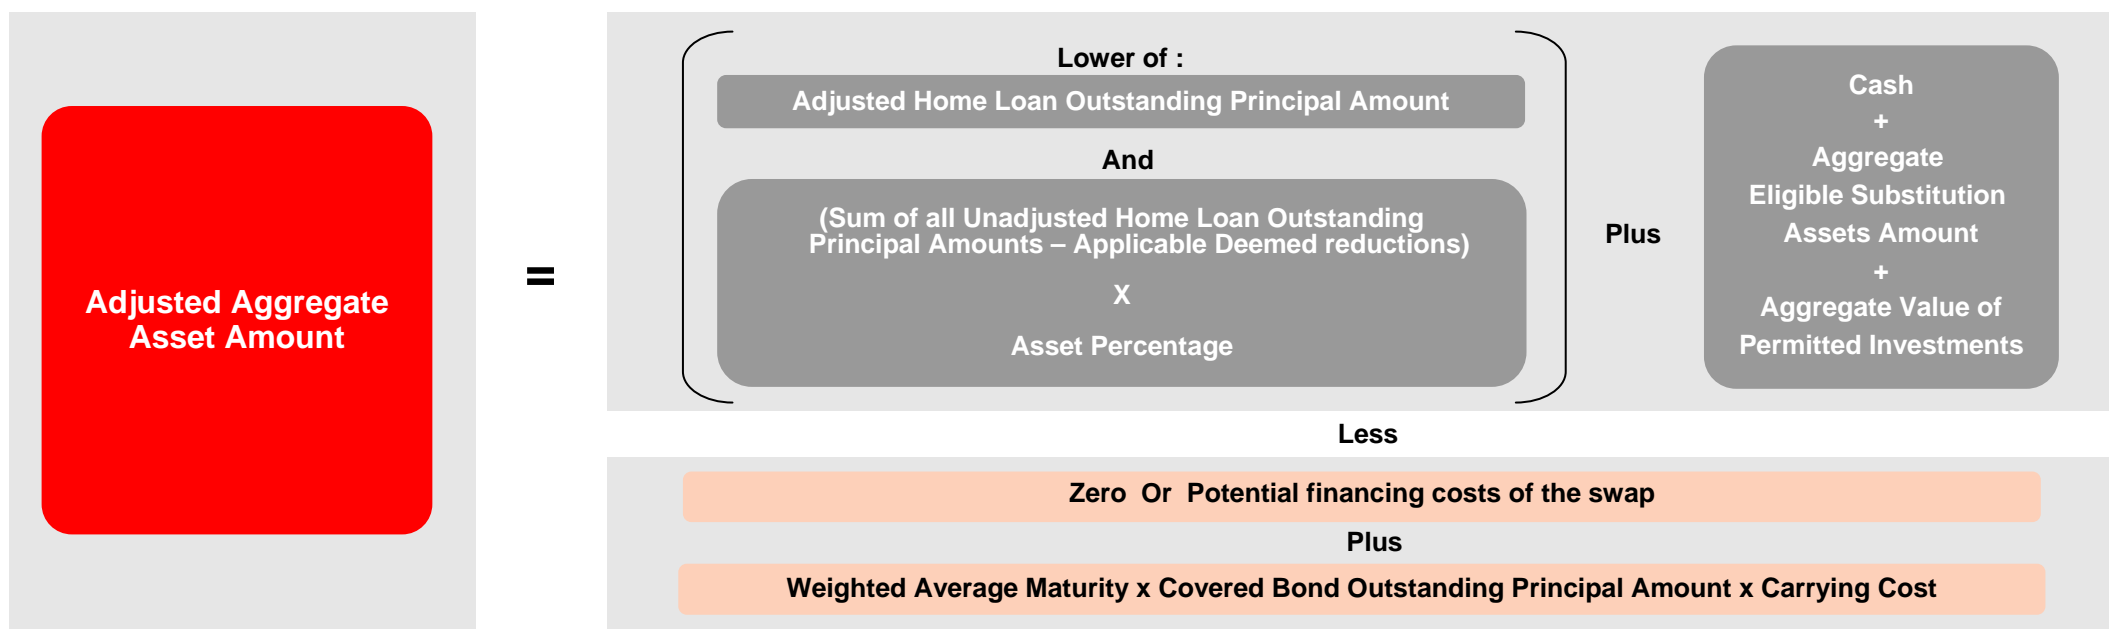 Adjusted Aggregate
Asset Amount
=
Lower of :
Adjusted Home Loan Outstanding Principal Amount
And
(Sum of all Unadjusted Home Loan Outstanding
Principal Amounts – Applicable Deemed reductions)
X
Asset Percentage
Plus
Cash
+
Aggregate
Eligible Substitution
Assets Amount
+
Aggregate Value of
Permitted Investments
Less
Zero  Or  Potential financing costs of the swap
Plus
Weighted Average Maturity x Covered Bond Outstanding Principal Amount x Carrying Cost